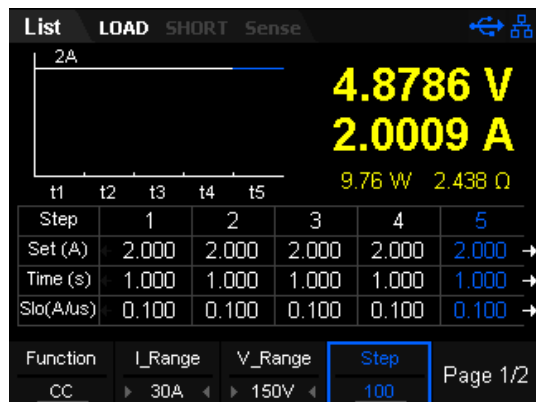 List LOAD SHORT Sense
2A
4.8786 V
2.0009 A
9.76 W 2.438 Ω
t1 t2 t3 t4 t5
Step 1 2 3 4 5
Set (A) 2.000 2.000 2.000 2.000 2.000
Time (s) 1.000 1.000 1.000 1.000 1.000
Slo(A/us) 0.100 0.100 0.100 0.100 0.100
Function I_Range V_Range Step Page 1/2
CC 30A 150V 100